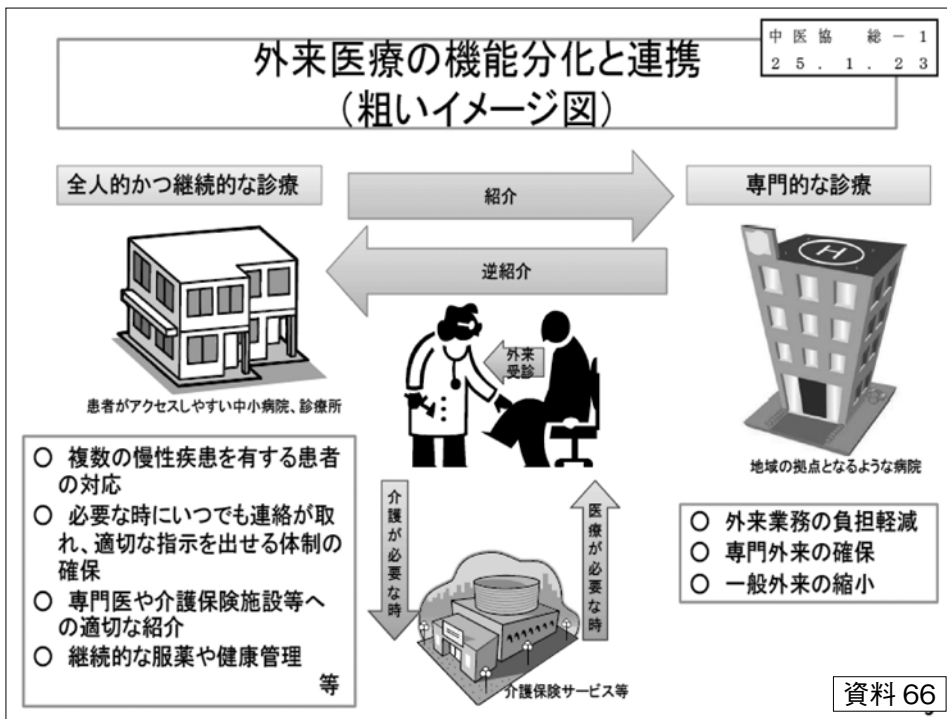 中医協 総－1
25．1．23
外来医療の機能分化と連携
（粗いイメージ図）
全人的かつ継続的な診療
紹介
専門的な診療
逆紹介
外来
受診
患者がアクセスしやすい中小病院、診療所
地域の拠点となるような病院
○ 複数の慢性疾患を有する患者
の対応
○ 必要な時にいつでも連絡が取
れ、適切な指示を出せる体制の
確保
○ 専門医や介護保険施設等へ
の適切な紹介
○ 継続的な服薬や健康管理
等
介護が必要な時
医療が必要な時
介護保険サービス等
○ 外来業務の負担軽減
○ 専門外来の確保
○ 一般外来の縮小
資料 66